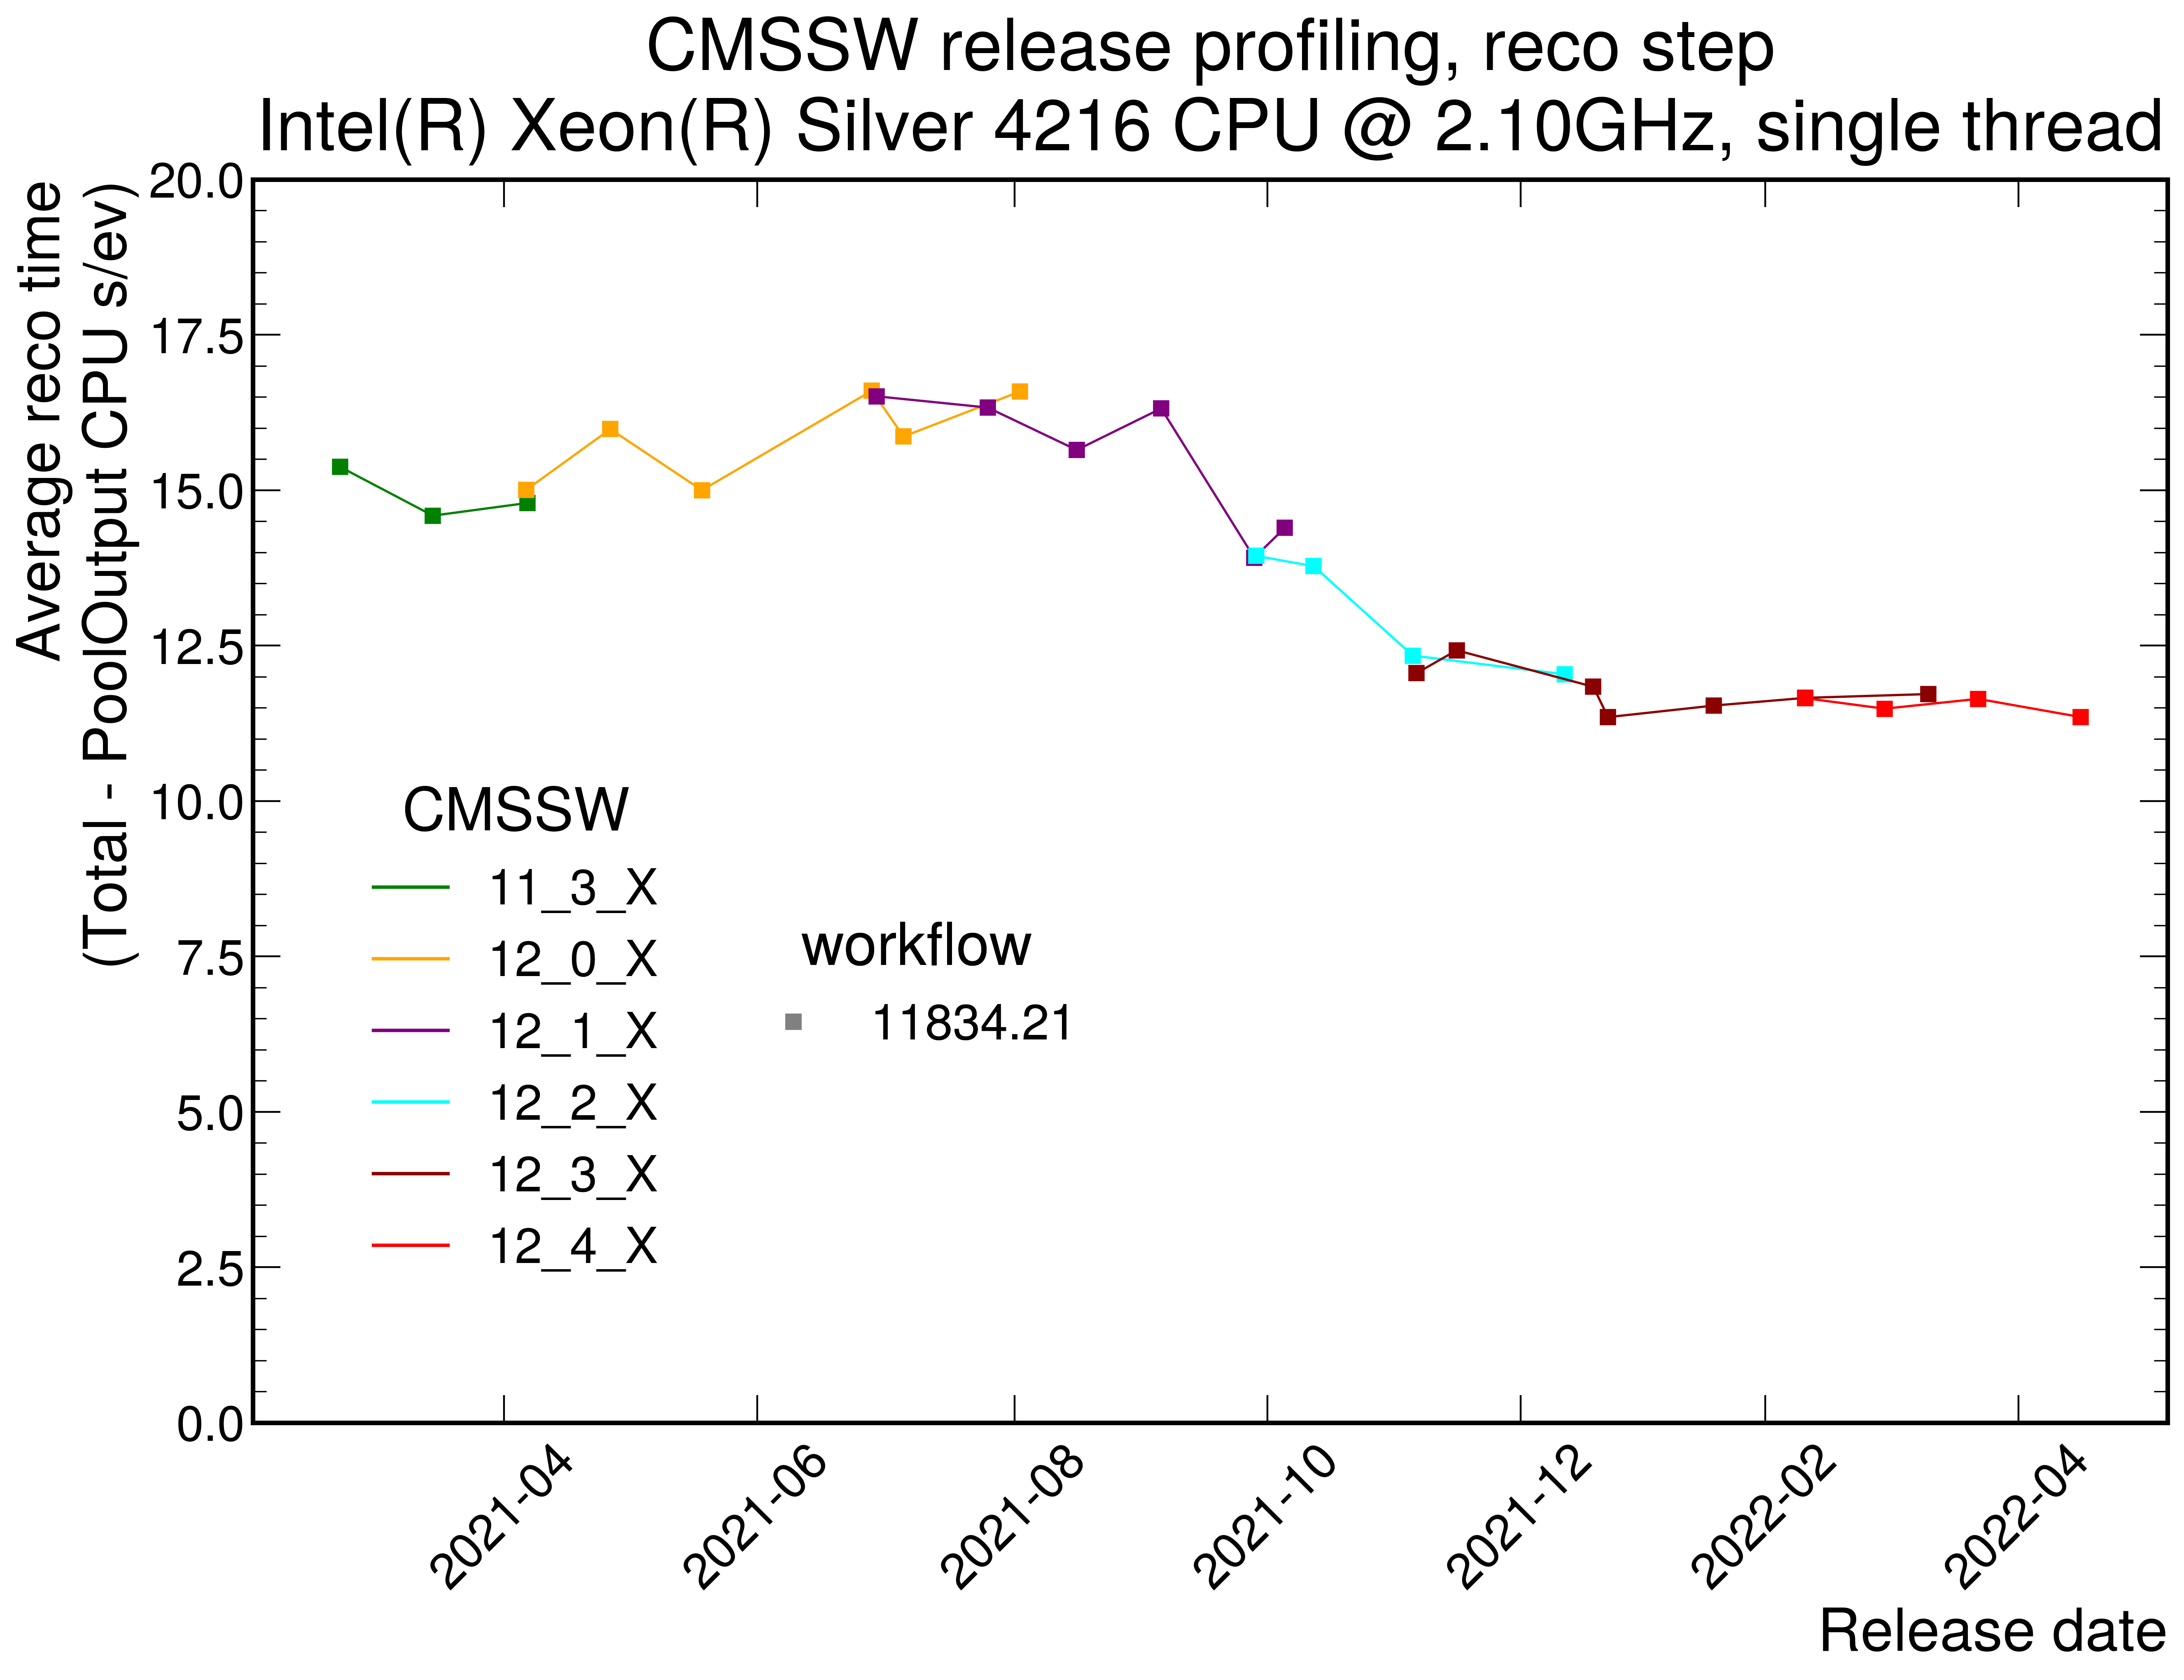 CMSSW release profiling, reco step
Intel(R) Xeon(R) Silver 4216 CPU @ 2.10GHz, single thread
Average reco time
(Total - PoolOutput CPU s/ev)
20.0
17.5
15.0
12.5
10.0
7.5
5.0
2.5
0.0
CMSSW
11_3_X
12_0_X
12_1_X
12_2_X
12_3_X
12_4_X
workflow
11834.21
2021-04
2021-06
2021-08
2021-10
2021-12
2022-02
2022-04
Release date